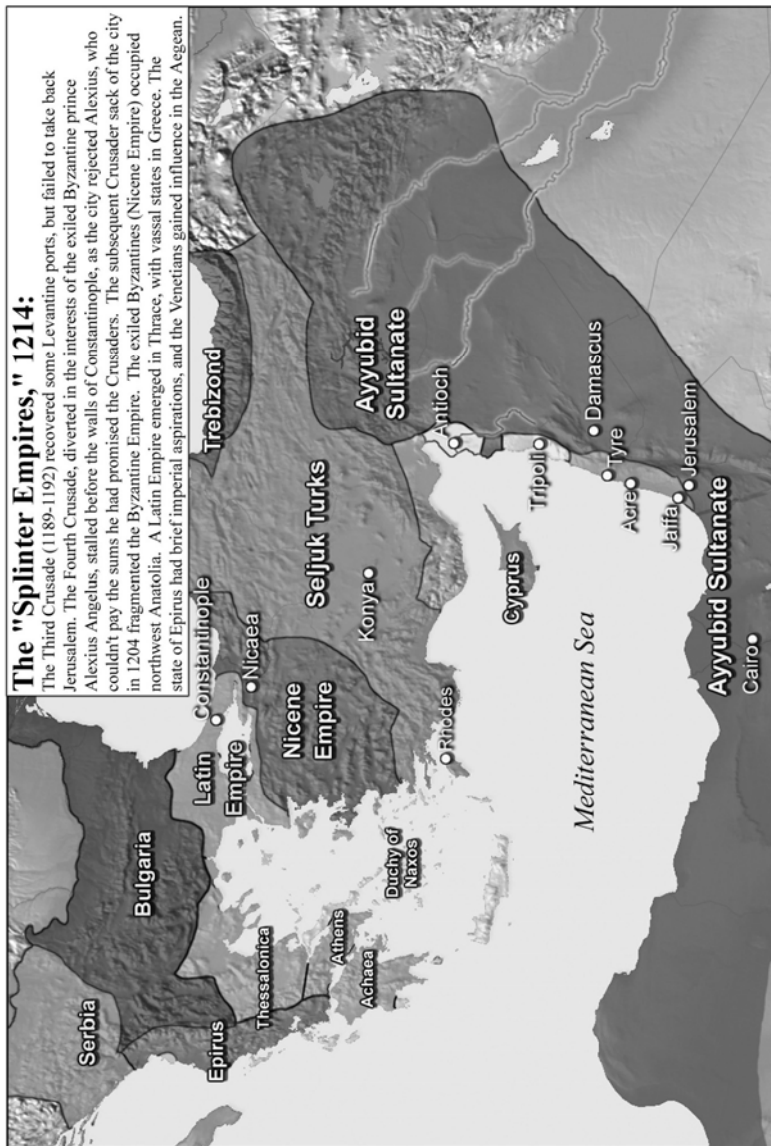 The "Splinter Empires," 1214:
The Third Crusade (1189-1192) recovered some Levantine ports, but failed to take back
Jerusalem. The Fourth Crusade, diverted in the interests of the exiled Byzantine prince
Alexius Angelus, stalled before the walls of Constantinople, as the city rejected Alexius, who
couldn't pay the sums he had promised the Crusaders. The subsequent Crusader sack of the city
in 1204 fragmented the Byzantine Empire. The exiled Byzantines (Nicene Empire) occupied
northwest Anatolia. A Latin Empire emerged in Thrace, with vassal states in Greece. The
state of Epirus had brief imperial aspirations, and the Venetians gained influence in the Aegean.
Serbia
Bulgaria
Epirus
Thessalonica
Athens
Achaea
Duchy of
Naxos
Latin
Empire
Constantinople
Nicaea
Nicene
Empire
Rhodes
Seljuk Turks
Konya
Trebizond
Ayyubid
Sultanate
Antioch
Cyprus
Tripoli
Damascus
Tyre
Acre
Jerusalem
Jaffa
Mediterranean Sea
Ayyubid Sultanate
Cairo